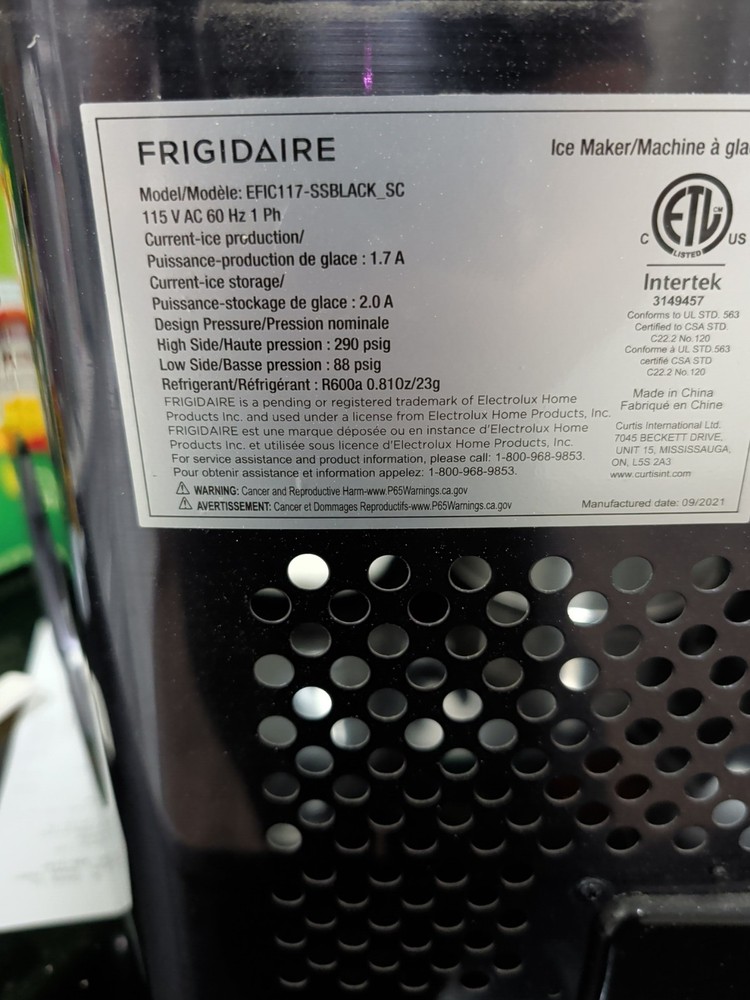 FRIGIDAIRE
Ice Maker/Machine à gla
Model/Modèle: EFIC117-SSBLACK_SC
115 V AC 60 Hz 1 Ph
Current-ice production/
Puissance-production de glace : 1.7 A
Current-ice storage/
Puissance-stockage de glace : 2.0 A
Design Pressure/Pression nominale
High Side/Haute pression : 290 psig
Low Side/Basse pression : 88 psig
Refrigerant/Réfrigérant : R600a 0.81Oz/23g
FRIGIDAIRE is a pending or registered trademark of Electrolux Home
Products Inc. and used under a license from Electrolux Home Products, Inc.
FRIGIDAIRE est une marque déposée ou en instance d'Electrolux Home
Products Inc. et utilisée sous licence d'Electrolux Home Products, Inc.
For service assistance and product information, please call: 1-800-968-9853.
Pour obtenir assistance et information appelez: 1-800-968-9853.
WARNING: Cancer and Reproductive Harm-www.P65Warnings.ca.gov
AVERTISSEMENT: Cancer et Dommages Reproductifs-www.P65Warnings.ca.gov
ETL CM
C US
LISTED
Intertek
3149457
Conforms to UL STD. 563
Certified to CSA STD.
C22.2 No.120
Conforme à UL STD.563
certifié CSA STD.
C22.2 No.120
Made in China
Fabriqué en Chine
Curtis International Ltd.
7045 BECKETT DRIVE,
UNIT 15, MISSISSAUGA,
ON, L5S 2A3
www.curtisint.com
Manufactured date: 09/2021